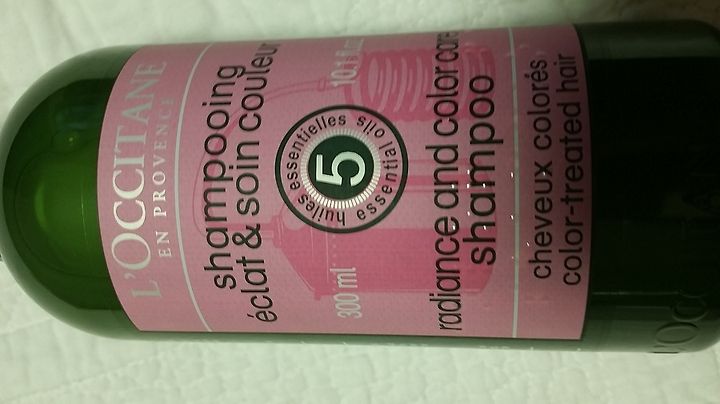 L'OCCITANE
EN PROVENCE
shampooing
éclat & soin couleur
huiles essentielles
5
essential oils
300 ml
10.1 fl.oz
radiance and color care
shampoo
cheveux colorés
color-treated hair